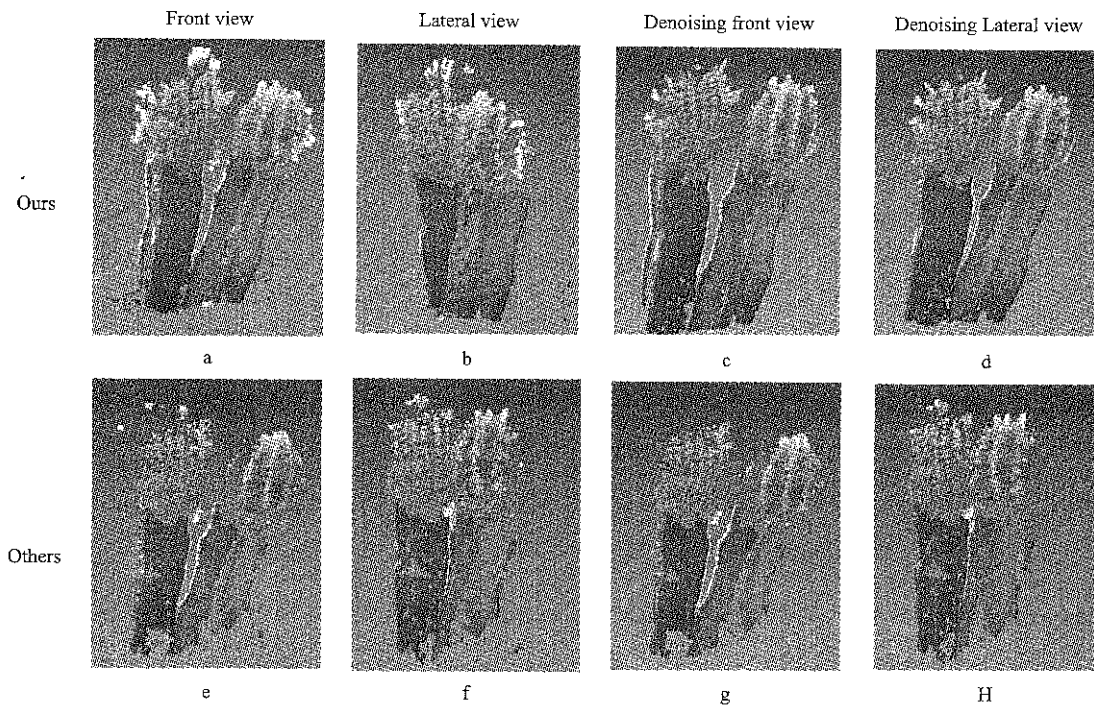 Front view
Lateral view
Denoising front view
Denoising Lateral view
Ours
a
b
c
d
Others
e
f
g
H